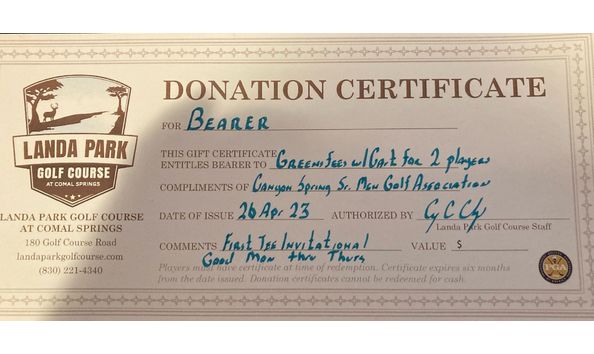 DONATION CERTIFICATE
FOR BEARER
THIS GIFT CERTIFICATE
ENTITLES BEARER TO Greensfees w/Cart for 2 players
COMPLIMENTS OF Canyon Spring Sr. Men Golf Association
DATE OF ISSUE 26 Apr 23 AUTHORIZED BY
Landa Park Golf Course Staff
COMMENTS First Tee Invitational VALUE $
Good Mon thru Thurs
Players must have certificate at time of redemption. Certificate expires six months
from the date issued. Donation certificates cannot be redeemed for cash.
LANDA PARK
GOLF COURSE
AT COMAL SPRINGS
LANDA PARK GOLF COURSE
AT COMAL SPRINGS
180 Golf Course Road
landaparkgolfcourse.com
(830) 221-4340
PGA